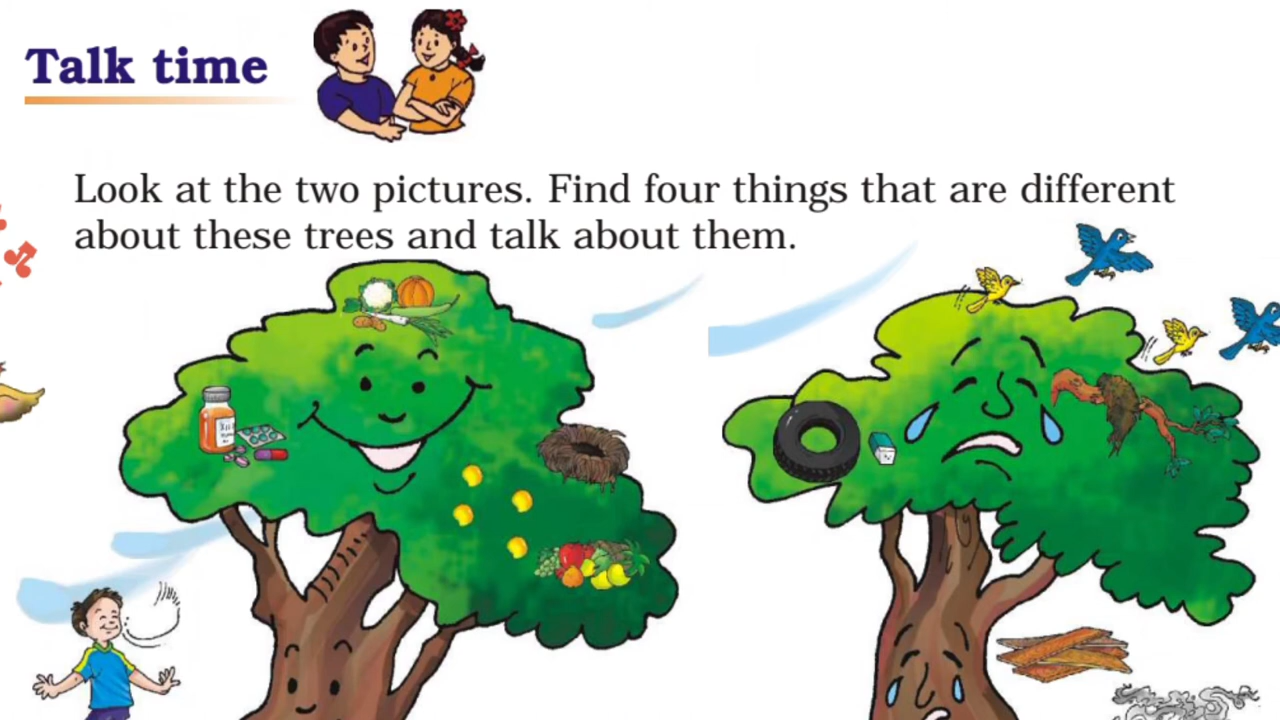 Talk time
Look at the two pictures. Find four things that are different
about these trees and talk about them.